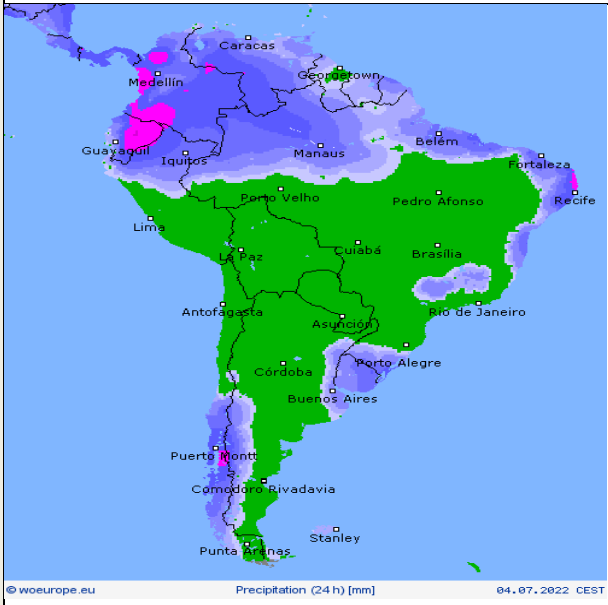 Caracas
Georgetown
Medellín
Guayaquil
Iquitos
Manaus
Belém
Fortaleza
Porto Velho
Pedro Afonso
Recife
Lima
La Paz
Cuiabá
Brasília
Antofagasta
Asunción
Rio de Janeiro
Córdoba
Porto Alegre
Buenos Aires
Puerto Montt
Comodoro Rivadavia
Stanley
Punta Arenas
© woeurope.eu Precipitation (24 h) [mm] 04.07.2022 CEST